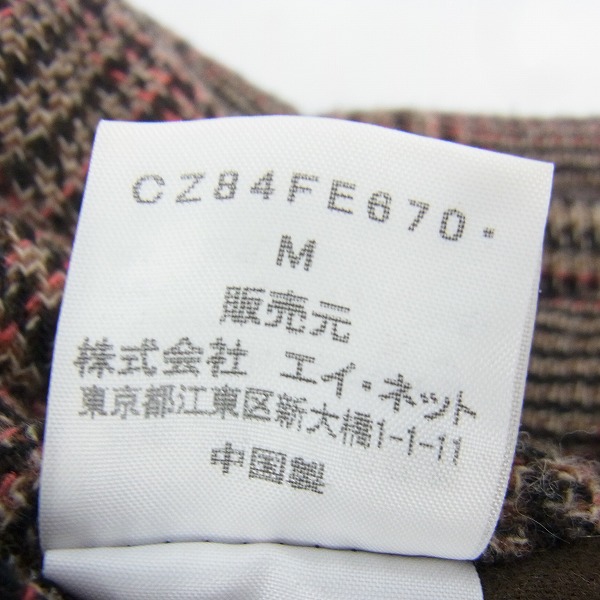 CZ84FE670·
M
販売元
株式会社 エイ・ネット
東京都江東区新大橋1-1-11
中国製